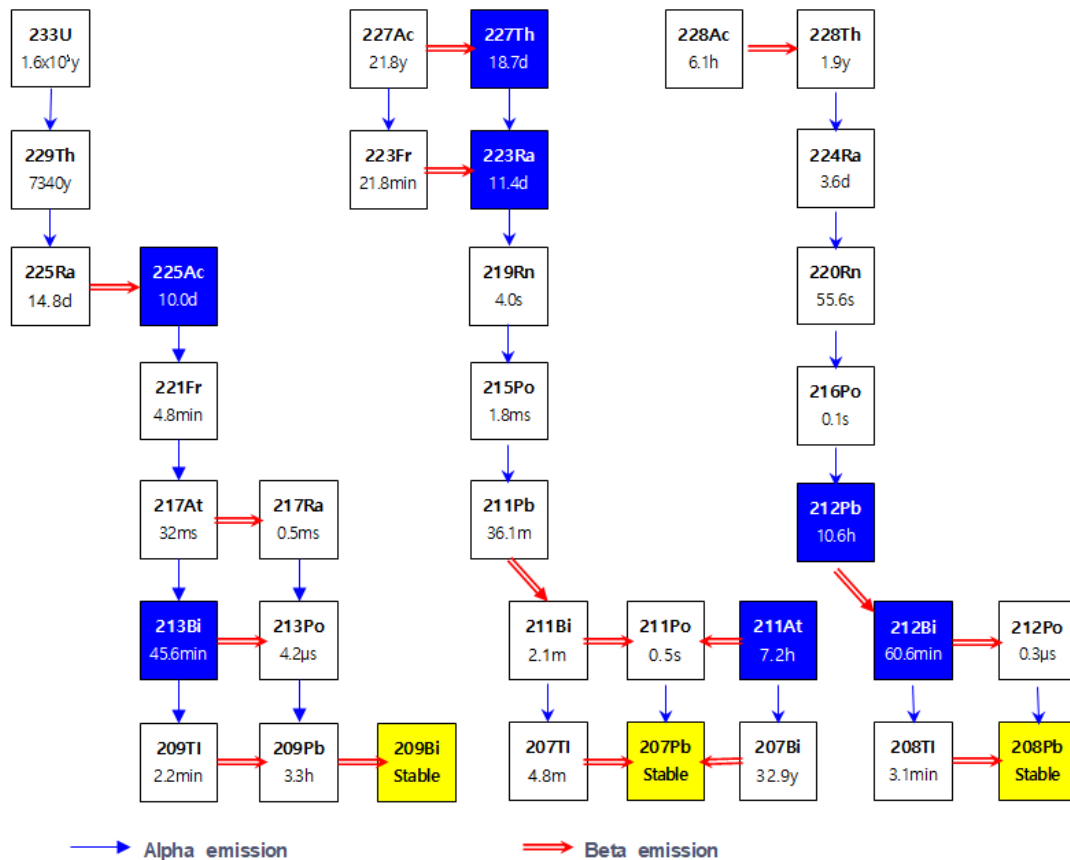 233U
1.6x10⁵y
227Ac
21.8y
227Th
18.7d
228Ac
6.1h
228Th
1.9y
229Th
7340y
223Fr
21.8min
223Ra
11.4d
224Ra
3.6d
225Ra
14.8d
225Ac
10.0d
219Rn
4.0s
220Rn
55.6s
221Fr
4.8min
215Po
1.8ms
216Po
0.1s
217At
32ms
217Ra
0.5ms
211Pb
36.1m
212Pb
10.6h
213Bi
45.6min
213Po
4.2µs
211Bi
2.1m
211Po
0.5s
211At
7.2h
212Bi
60.6min
212Po
0.3µs
209TI
2.2min
209Pb
3.3h
209Bi
Stable
207TI
4.8m
207Pb
Stable
207Bi
32.9y
208TI
3.1min
208Pb
Stable
Alpha emission
Beta emission